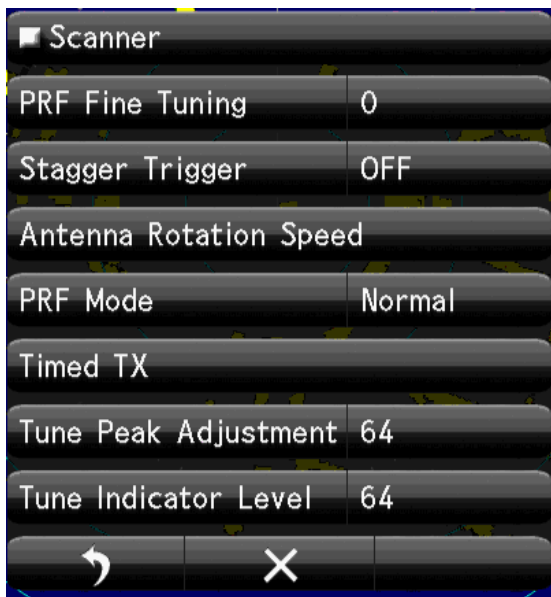 Scanner
PRF Fine Tuning 0
Stagger Trigger OFF
Antenna Rotation Speed
PRF Mode Normal
Timed TX
Tune Peak Adjustment 64
Tune Indicator Level 64